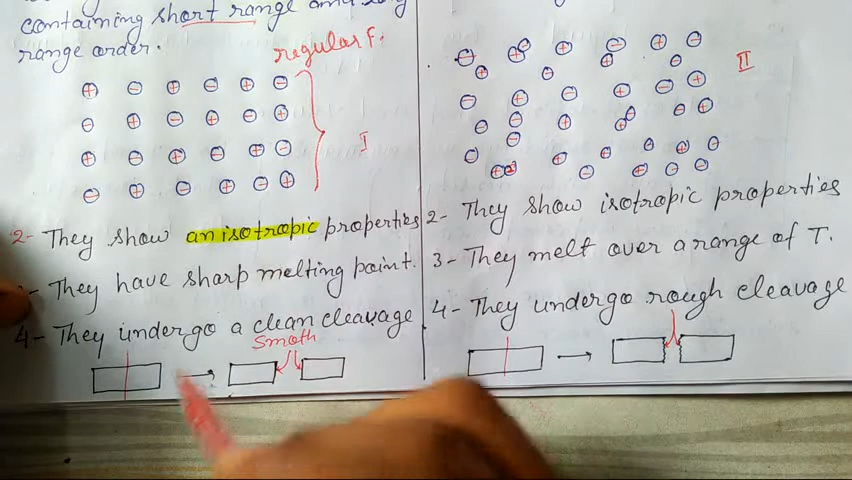 containing short range and long
range order.
regular f.
I
2- They show anisotropic properties
They have sharp melting point.
4- They undergo a clean cleavage
Smoth
II
2- They show isotropic properties
3- They melt over a range of T.
4- They undergo rough cleavage